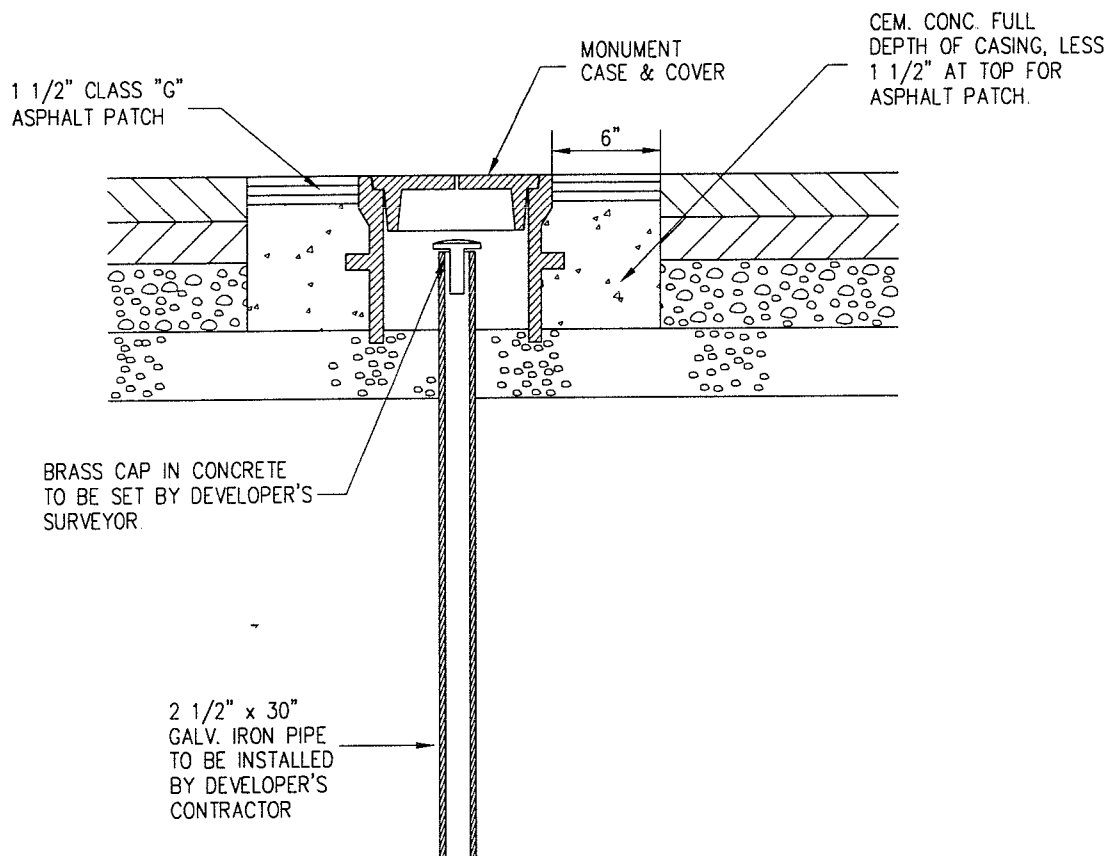 CEM. CONC. FULL
DEPTH OF CASING, LESS
1 1/2" AT TOP FOR
ASPHALT PATCH.
MONUMENT
CASE & COVER
1 1/2" CLASS "G"
ASPHALT PATCH
6"
BRASS CAP IN CONCRETE
TO BE SET BY DEVELOPER'S
SURVEYOR.
2 1/2" x 30"
GALV. IRON PIPE
TO BE INSTALLED
BY DEVELOPER'S
CONTRACTOR